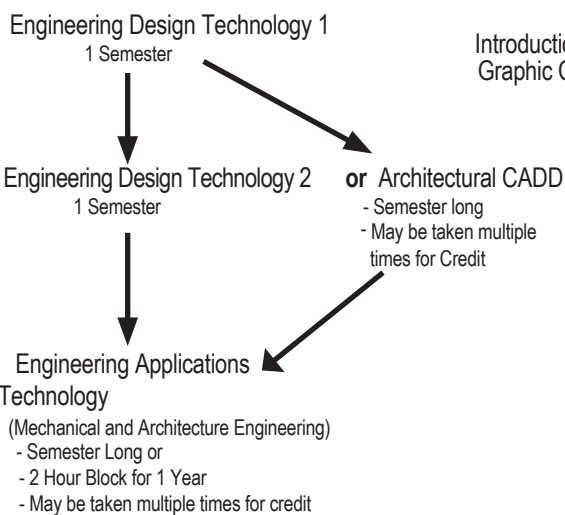 Engineering Design Technology 1
1 Semester
Introductio
Graphic C
Engineering Design Technology 2 or Architectural CADD
1 Semester
- Semester long
- May be taken multiple
times for Credit
Engineering Applications
Technology
(Mechanical and Architecture Engineering)
- Semester Long or
- 2 Hour Block for 1 Year
- May be taken multiple times for credit